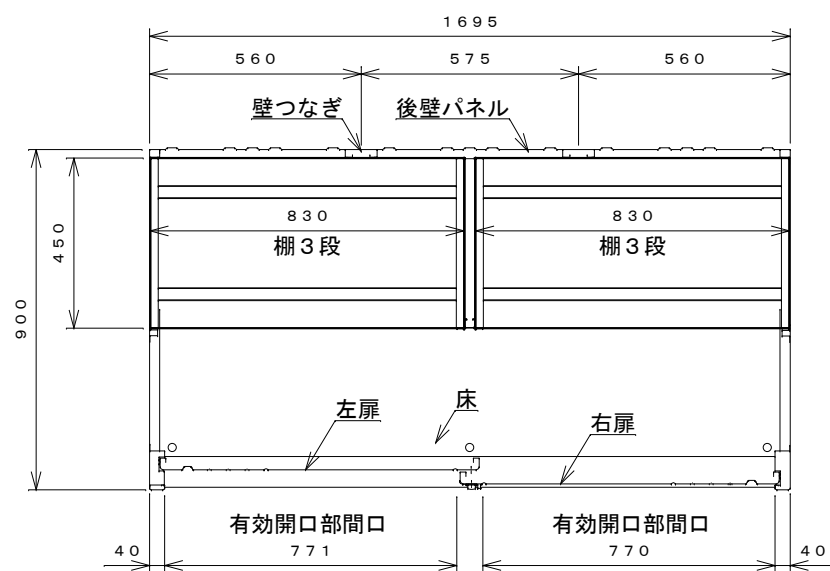 1695
560 575 560
壁つなぎ 後壁パネル
830 830
棚3段 棚3段
450
900
左扉 床 右扉
有効開口部間口 有効開口部間口
40 771 770 40